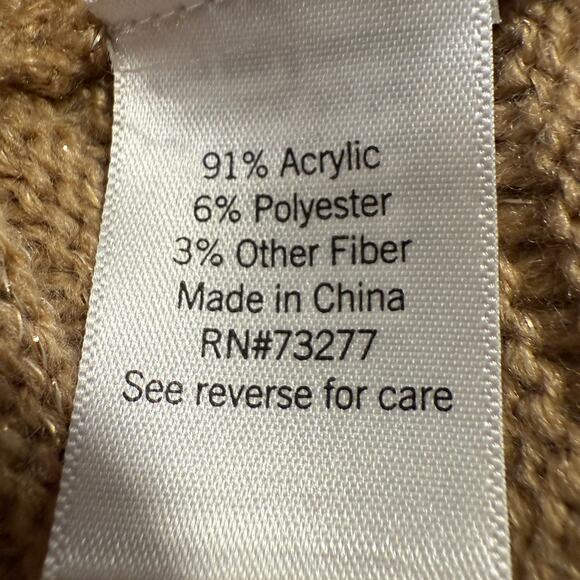 91% Acrylic
6% Polyester
3% Other Fiber
Made in China
RN#73277
See reverse for care